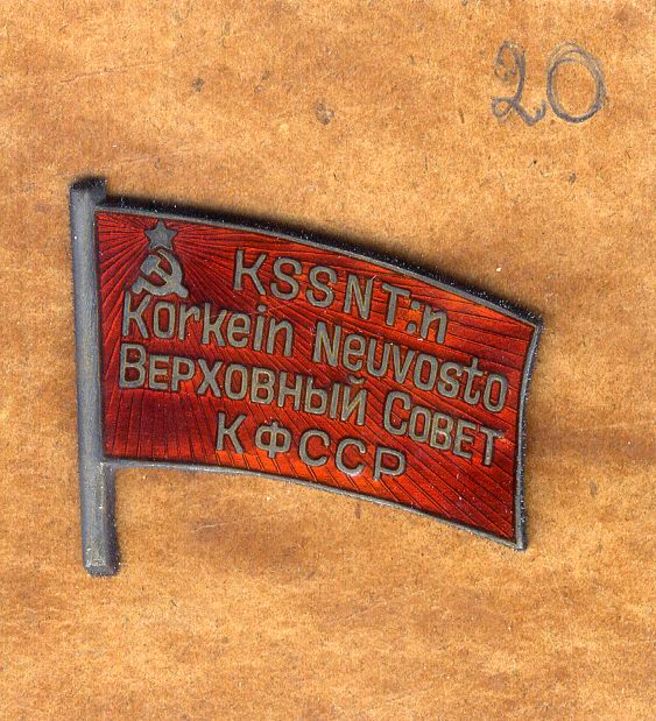 20
KSSNT:n
Korkein Neuvosto
Верховный Совет
КФССР